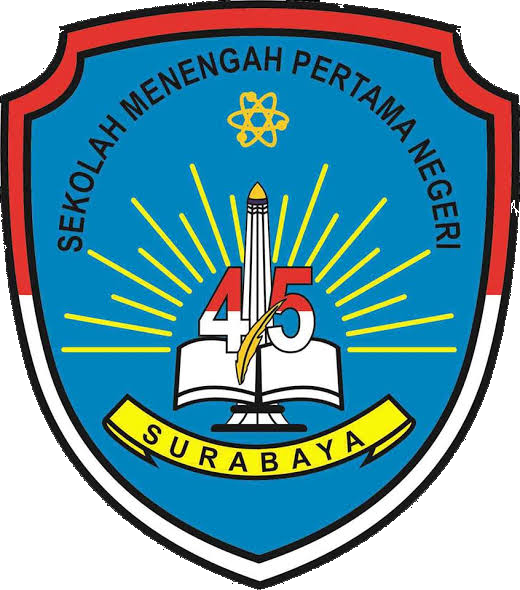 SEKOLAH MENENGAH PERTAMA NEGERI
45
SURABAYA